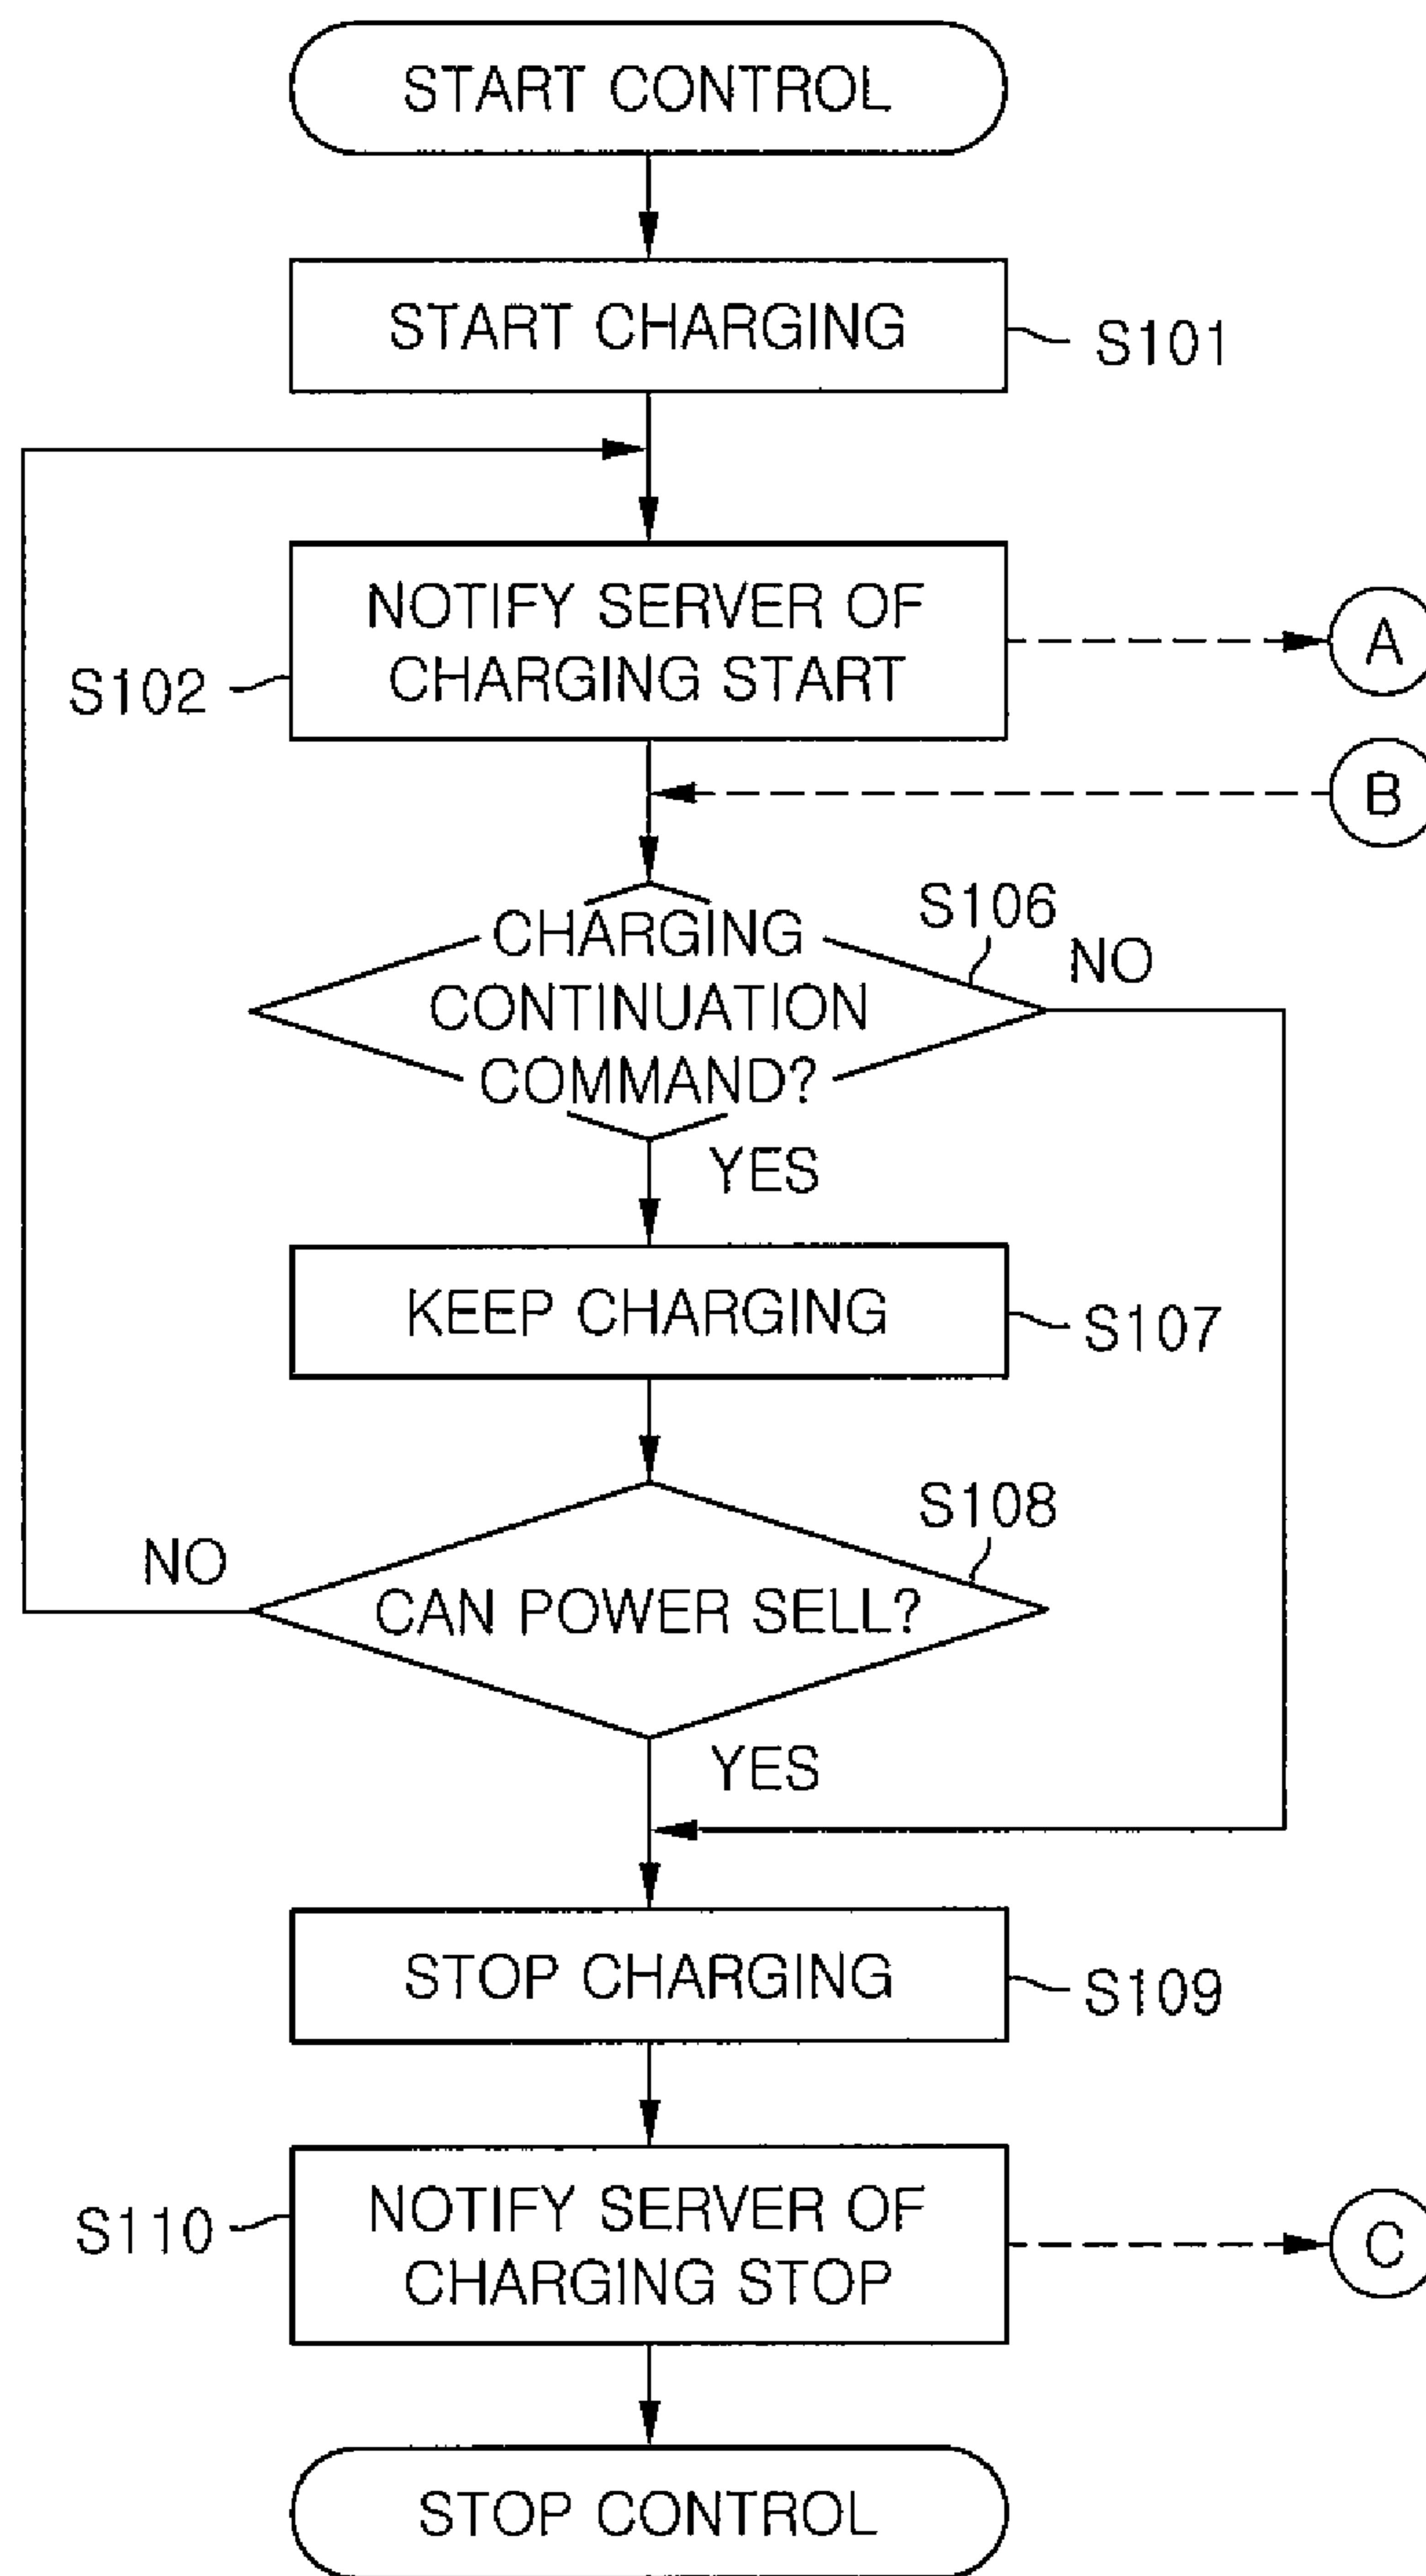 START CONTROL
START CHARGING
S101
NOTIFY SERVER OF
CHARGING START
S102
A
B
CHARGING
CONTINUATION
COMMAND?
S106
NO
YES
KEEP CHARGING
S107
CAN POWER SELL?
S108
NO
YES
STOP CHARGING
S109
NOTIFY SERVER OF
CHARGING STOP
S110
C
STOP CONTROL